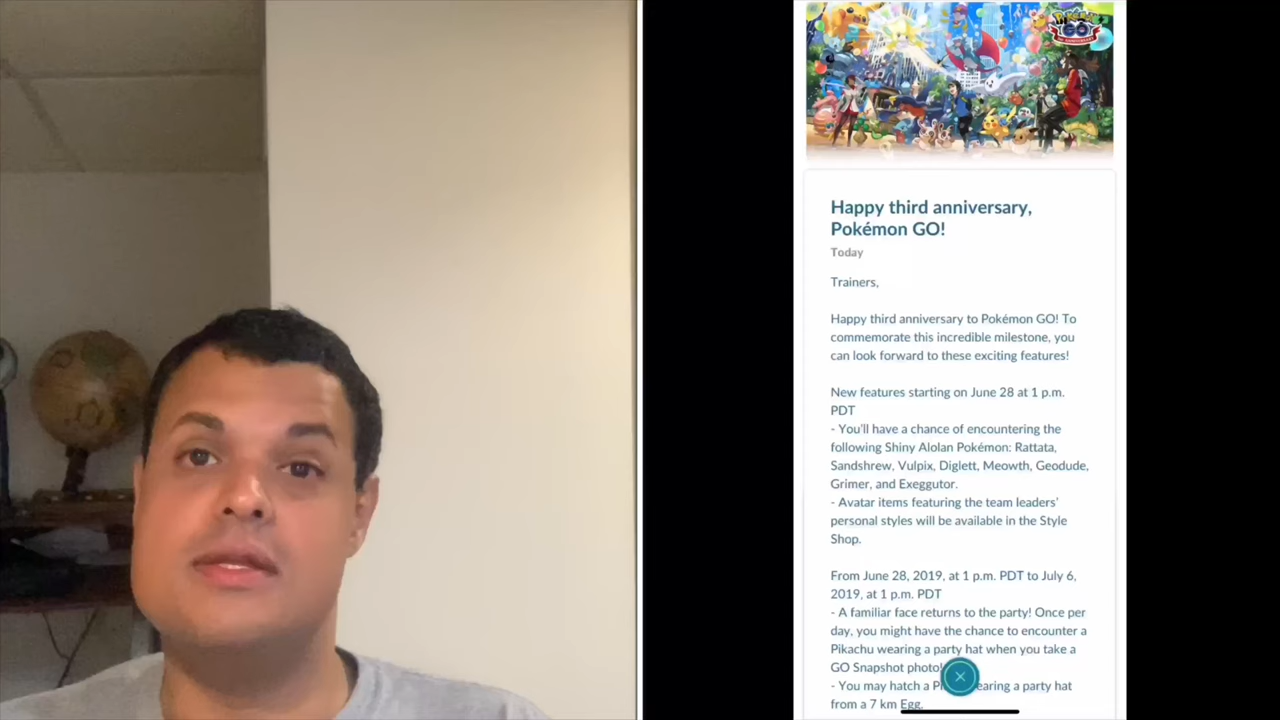 Pokémon
GO
Happy third anniversary,
Pokémon GO!
Today
Trainers,
Happy third anniversary to Pokémon GO! To
commemorate this incredible milestone, you
can look forward to these exciting features!
New features starting on June 28 at 1 p.m.
PDT
- You'll have a chance of encountering the
following Shiny Alolan Pokémon: Rattata,
Sandshrew, Vulpix, Diglett, Meowth, Geodude,
Grimer, and Exeggutor.
- Avatar items featuring the team leaders'
personal styles will be available in the Style
Shop.
From June 28, 2019, at 1 p.m. PDT to July 6,
2019, at 1 p.m. PDT
- A familiar face returns to the party! Once per
day, you might have the chance to encounter a
Pikachu wearing a party hat when you take a
GO Snapshot photo!
- You may hatch a earing a party hat
from a 7 km Egg.